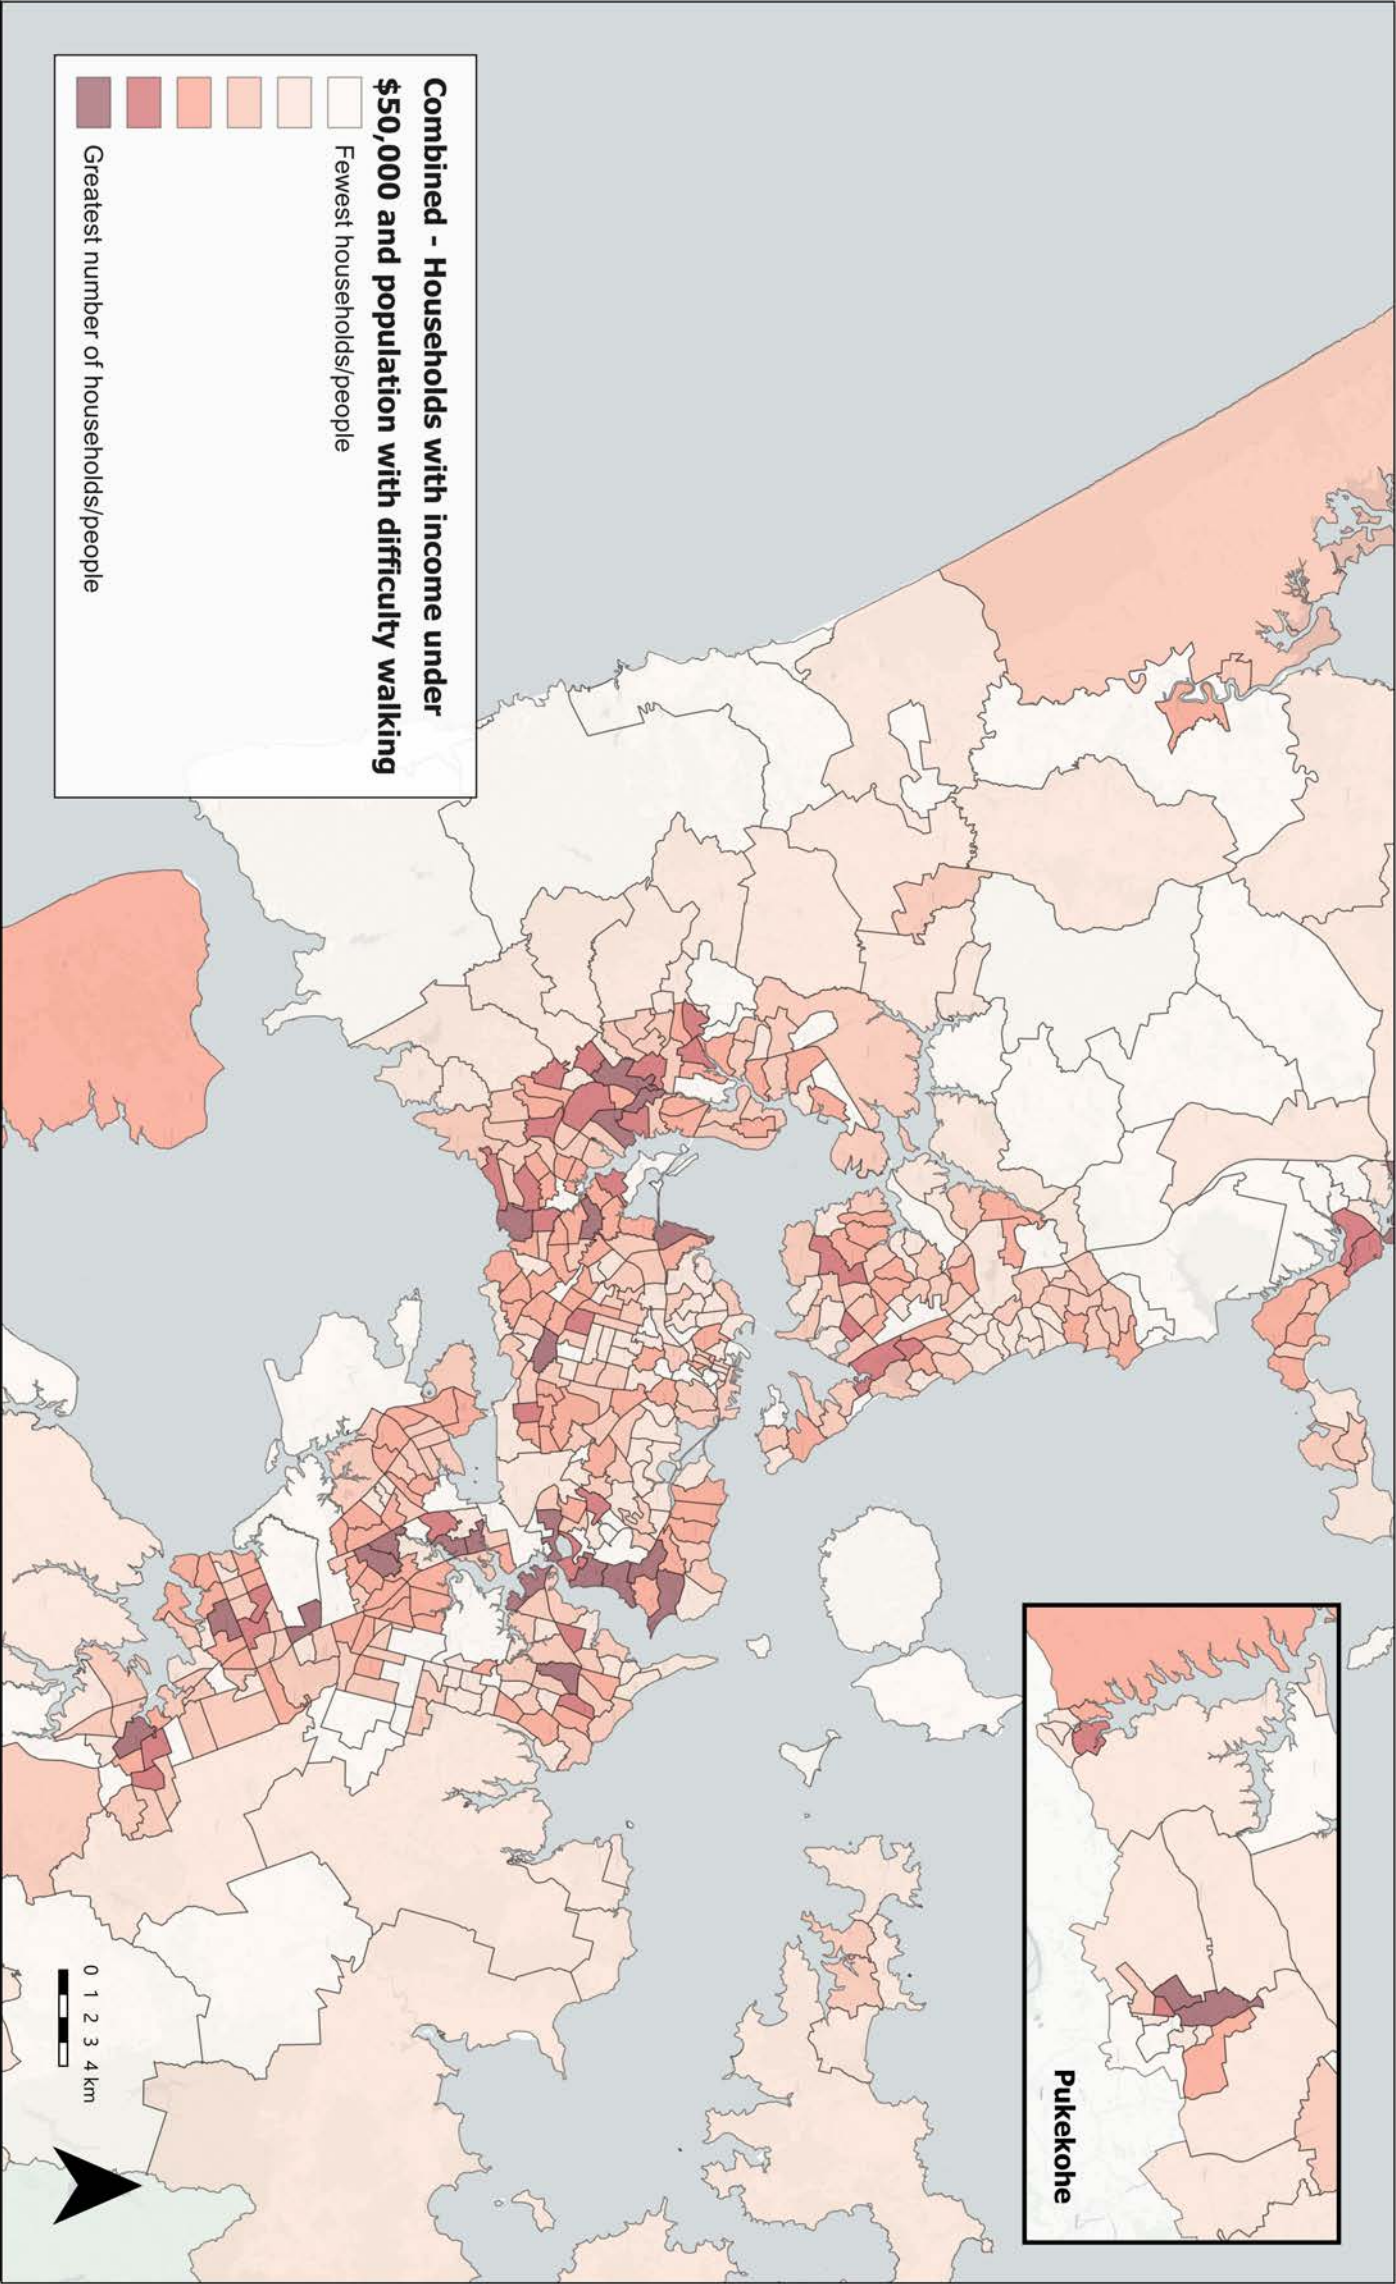 Combined - Households with income under
$50,000 and population with difficulty walking
Fewest households/people
Greatest number of households/people
Pukekohe
0 1 2 3 4 km